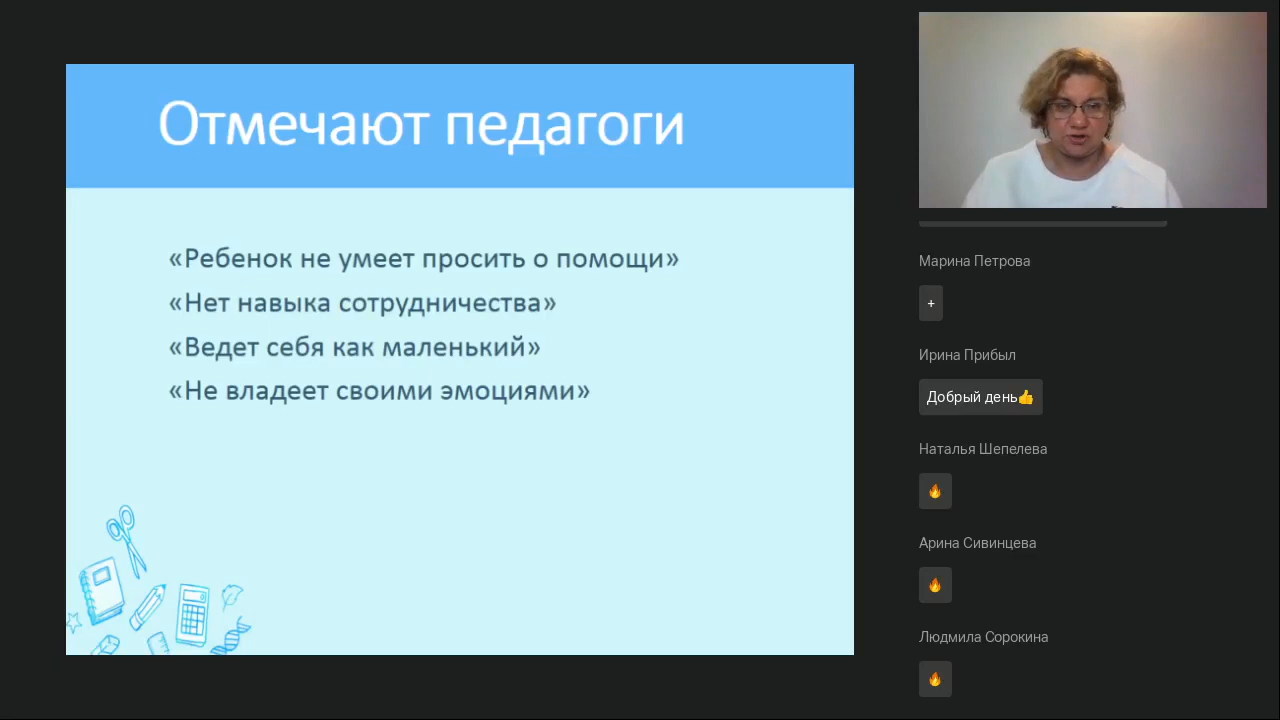 Отмечают педагоги
«Ребенок не умеет просить о помощи»
«Нет навыка сотрудничества»
«Ведет себя как маленький»
«Не владеет своими эмоциями»
Марина Петрова
+
Ирина Прибыл
Добрый день👍
Наталья Шепелева
🔥
Арина Сивинцева
🔥
Людмила Сорокина
🔥